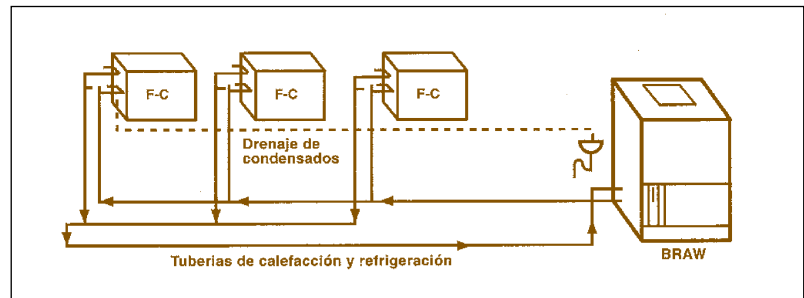 F-C
F-C
F-C
Drenaje de
condensados
Tuberias de calefacción y refrigeración
BRAW